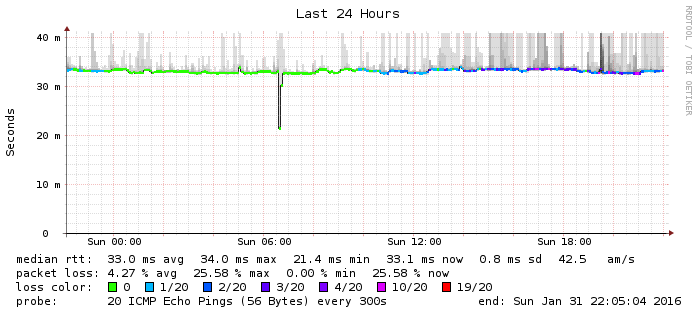 Last 24 Hours
RRDTOOL / TOBI OETIKER
Seconds
40 m
30 m
20 m
10 m
0
Sun 00:00 Sun 06:00 Sun 12:00 Sun 18:00
median rtt: 33.0 ms avg 34.0 ms max 21.4 ms min 33.1 ms now 0.8 ms sd 42.5 am/s
packet loss: 4.27 % avg 25.58 % max 0.00 % min 25.58 % now
loss color: 0 1/20 2/20 3/20 4/20 10/20 19/20
probe: 20 ICMP Echo Pings (56 Bytes) every 300s end: Sun Jan 31 22:05:04 2016